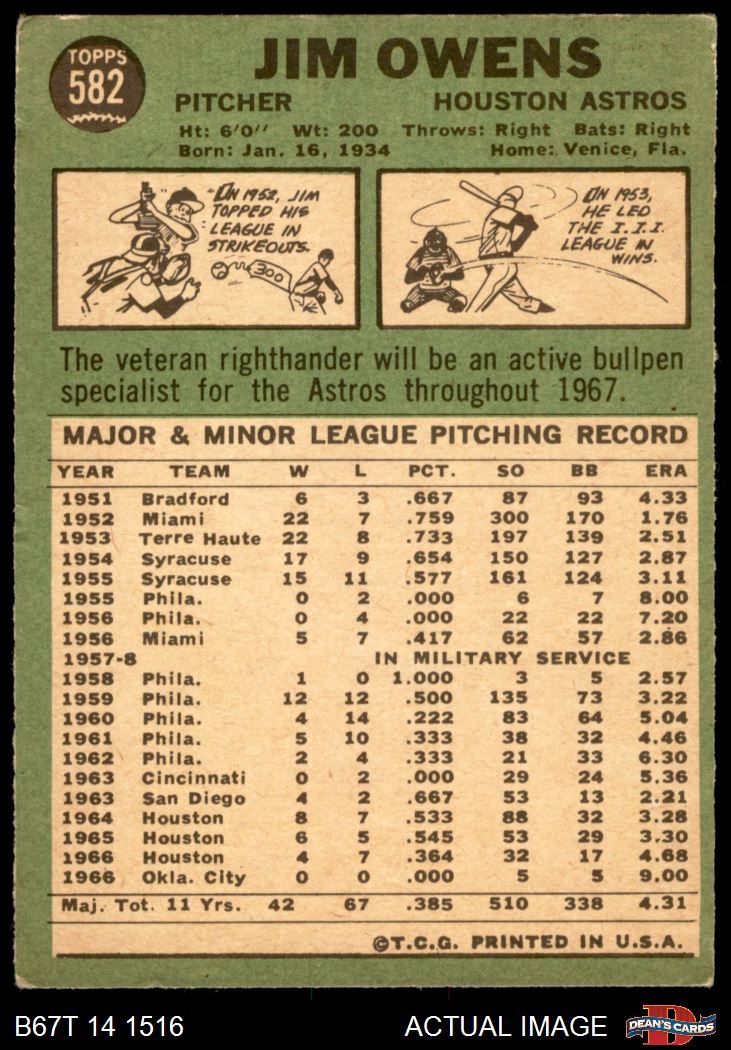 TOPPS
582
JIM OWENS
PITCHER HOUSTON ASTROS
Ht: 6'0" Wt: 200 Throws: Right Bats: Right
Born: Jan. 16, 1934 Home: Venice, Fla.
"IN 1952, JIM
TOPPED HIS
LEAGUE IN
STRIKEOUTS.
300
IN 1953,
HE LED
THE I.I.I.
LEAGUE IN
WINS.
The veteran righthander will be an active bullpen
specialist for the Astros throughout 1967.
MAJOR & MINOR LEAGUE PITCHING RECORD
YEAR TEAM W L PCT. SO BB ERA
1951 Bradford 6 3 .667 87 93 4.33
1952 Miami 22 7 .759 300 170 1.76
1953 Terre Haute 22 8 .733 197 139 2.51
1954 Syracuse 17 9 .654 150 127 2.87
1955 Syracuse 15 11 .577 161 124 3.11
1955 Phila. 0 2 .000 6 7 8.00
1956 Phila. 0 4 .000 22 22 7.20
1956 Miami 5 7 .417 62 57 2.86
1957-8 IN MILITARY SERVICE
1958 Phila. 1 0 1.000 3 5 2.57
1959 Phila. 12 12 .500 135 73 3.22
1960 Phila. 4 14 .222 83 64 5.04
1961 Phila. 5 10 .333 38 32 4.46
1962 Phila. 2 4 .333 21 33 6.30
1963 Cincinnati 0 2 .000 29 24 5.36
1963 San Diego 4 2 .667 53 13 2.21
1964 Houston 8 7 .533 88 32 3.28
1965 Houston 6 5 .545 53 29 3.30
1966 Houston 4 7 .364 32 17 4.68
1966 Okla. City 0 0 .000 5 5 9.00
Maj. Tot. 11 Yrs. 42 67 .385 510 338 4.31
©T.C.G. PRINTED IN U.S.A.
B67T 14 1516 ACTUAL IMAGE
D
DEAN'S CARDS